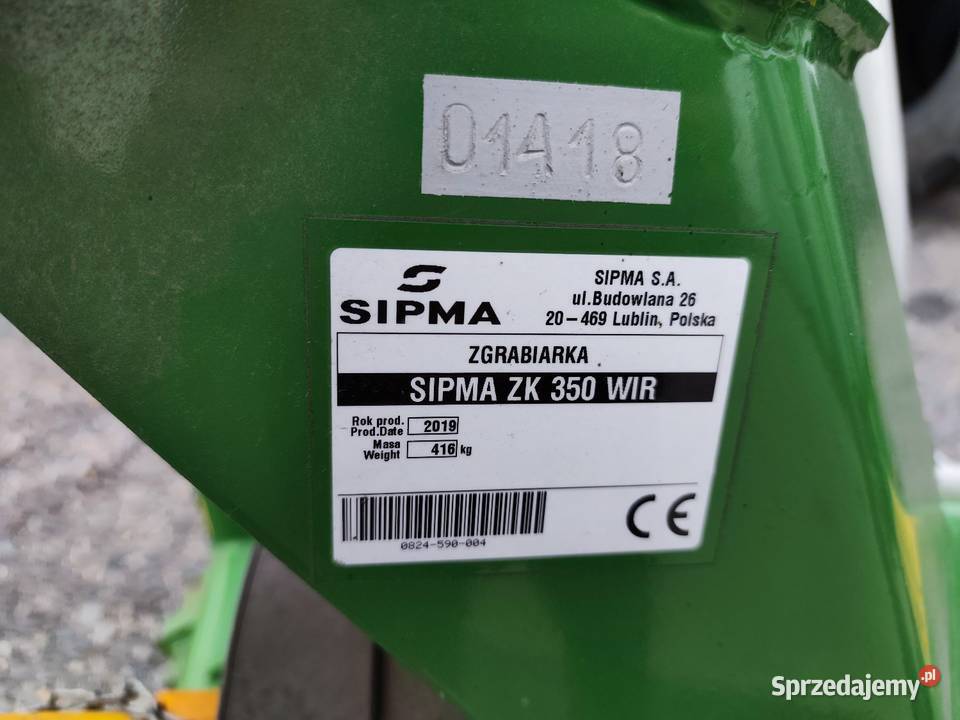 01418
SIPMA
SIPMA S.A.
ul.Budowlana 26
20-469 Lublin, Polska
ZGRABIARKA
SIPMA ZK 350 WIR
Rok prod.
Prod.Date 2019
Masa
Weight 416 kg
0824-590-004
CE
Sprzedajemy.pl